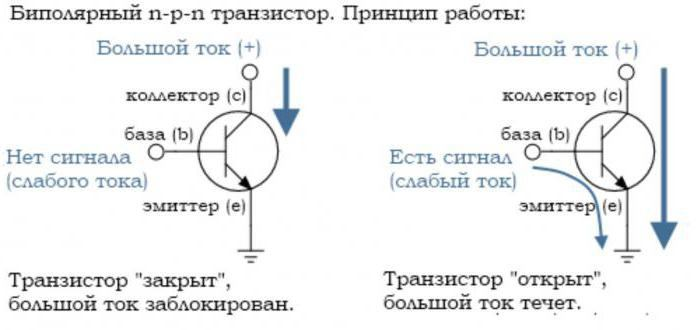 Биполярный n-p-n транзистор. Принцип работы:
Большой ток (+)
коллектор (c)
база (b)
Нет сигнала
(слабого тока)
эмиттер (e)
Транзистор "закрыт",
большой ток заблокирован.
Большой ток (+)
коллектор (c)
база (b)
Есть сигнал
(слабый ток)
эмиттер (e)
Транзистор "открыт",
большой ток течет.